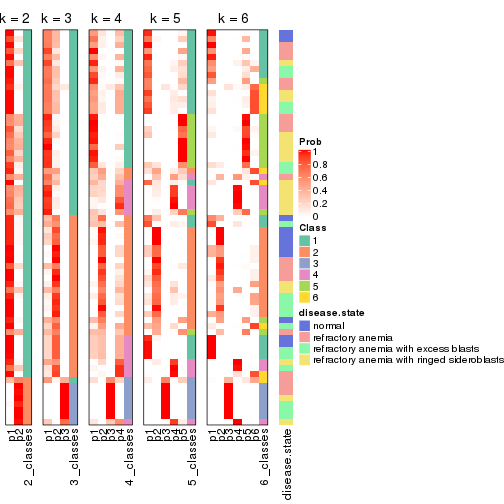 k = 2 k = 3 k = 4 k = 5 k = 6
Prob
1
0.8
0.6
0.4
0.2
0
Class
1
2
3
4
5
6
disease.state
normal
refractory anemia
refractory anemia with excess blasts
refractory anemia with ringed sideroblasts
p1 p2 2_classes p1 p2 p3 3_classes p1 p2 p3 p4 4_classes p1 p2 p3 p4 p5 5_classes p1 p2 p3 p4 p5 p6 6_classes disease.state